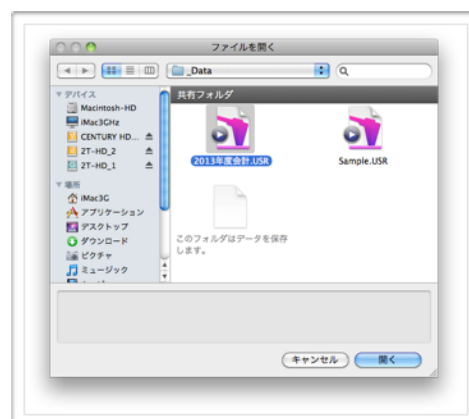 ファイルを開く
_Data
デバイス
Macintosh-HD
iMac3GHz
CENTURY HD...
2T-HD_2
2T-HD_1
場所
iMac3G
アプリケーション
デスクトップ
ダウンロード
ピクチャ
ミュージック
共有フォルダ
2013年度会計.USR
Sample.USR
このフォルダはデータを保存
します。
キャンセル
開く